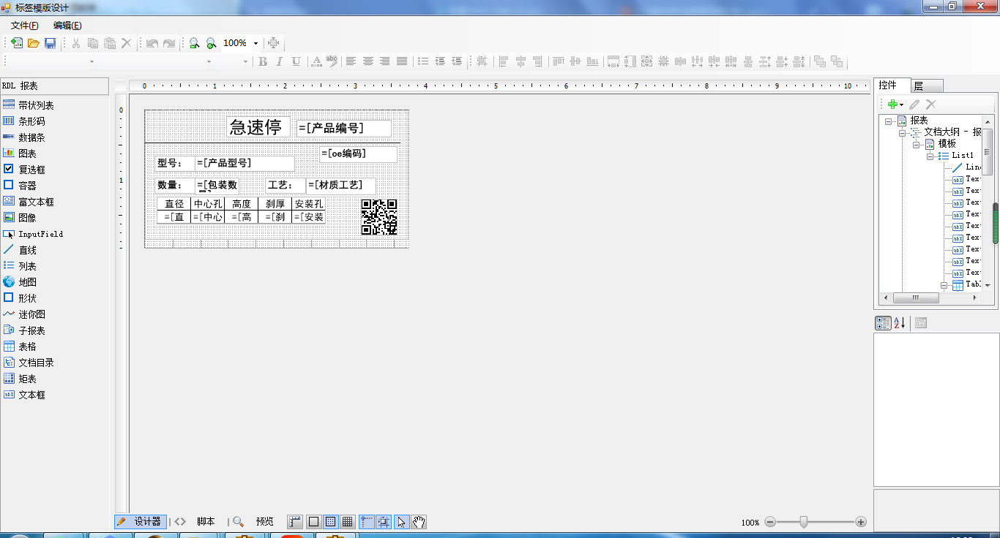 标签模版设计
文件(F) 编辑(E)
100%
B I U A abc
RDL 报表
带状列表
条形码
数据条
图表
复选框
容器
富文本框
图像
InputField
直线
列表
地图
形状
迷你图
子报表
表格
文档目录
矩表
文本框
0 1 2 3 4 5 6 7 8 9 10
0
1
急速停 =[产品编号]
=[oe编码]
型号: =[产品型号]
数量: =[包装数 工艺: =[材质工艺]
直径 中心孔 高度 刹厚 安装孔
=[直 =[中心 =[高 =[刹 =[安装
控件 层
报表
文档大纲 - 报
模板
List1
Lin
Tex
Tex
Tex
Tex
Tex
Tex
Tex
Tex
Tex
Tabl
设计器 脚本 预览
100%